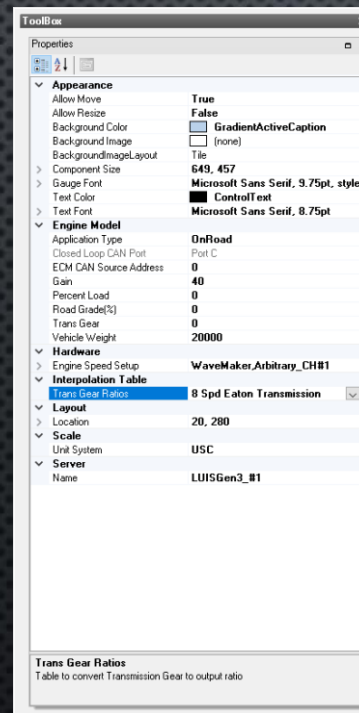 ToolBox
Properties
Appearance
Allow Move True
Allow Resize False
Background Color GradientActiveCaption
Background Image (none)
BackgroundImageLayout Tile
Component Size 649, 457
Gauge Font Microsoft Sans Serif, 9.75pt, style
Text Color ControlText
Text Font Microsoft Sans Serif, 8.75pt
Engine Model
Application Type OnRoad
Closed Loop CAN Port Port C
ECM CAN Source Address 0
Gain 40
Percent Load 0
Road Grade(%) 0
Trans Gear 0
Vehicle Weight 20000
Hardware
Engine Speed Setup WaveMaker,Arbitrary_CH#1
Interpolation Table
Trans Gear Ratios 8 Spd Eaton Transmission
Layout
Location 20, 280
Scale
Unit System USC
Server
Name LUISGen3_#1
Trans Gear Ratios
Table to convert Transmission Gear to output ratio